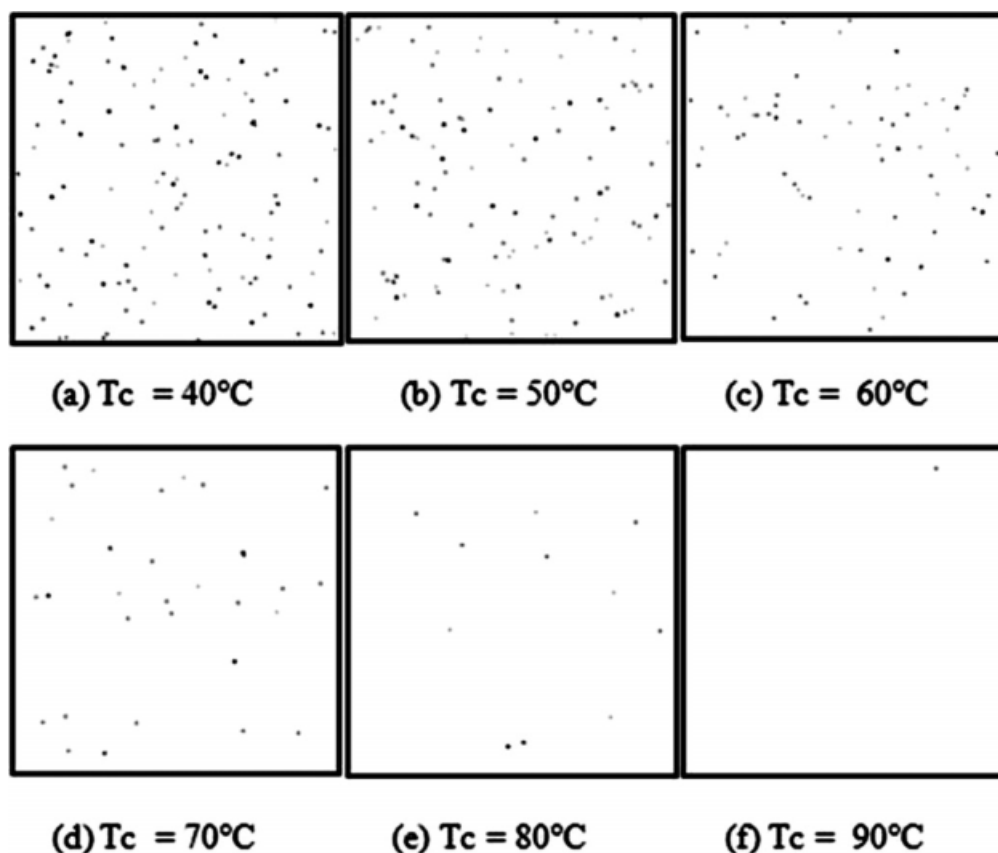 (a) Tc = 40°C (b) Tc = 50°C (c) Tc = 60°C
(d) Tc = 70°C (e) Tc = 80°C (f) Tc = 90°C